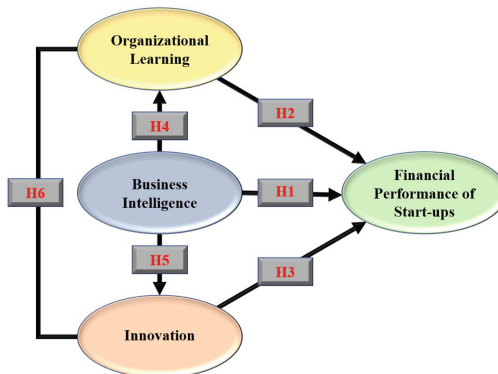 Organizational
Learning
H4
H2
H6
Business
Intelligence
H1
Financial
Performance of
Start-ups
H5
H3
Innovation